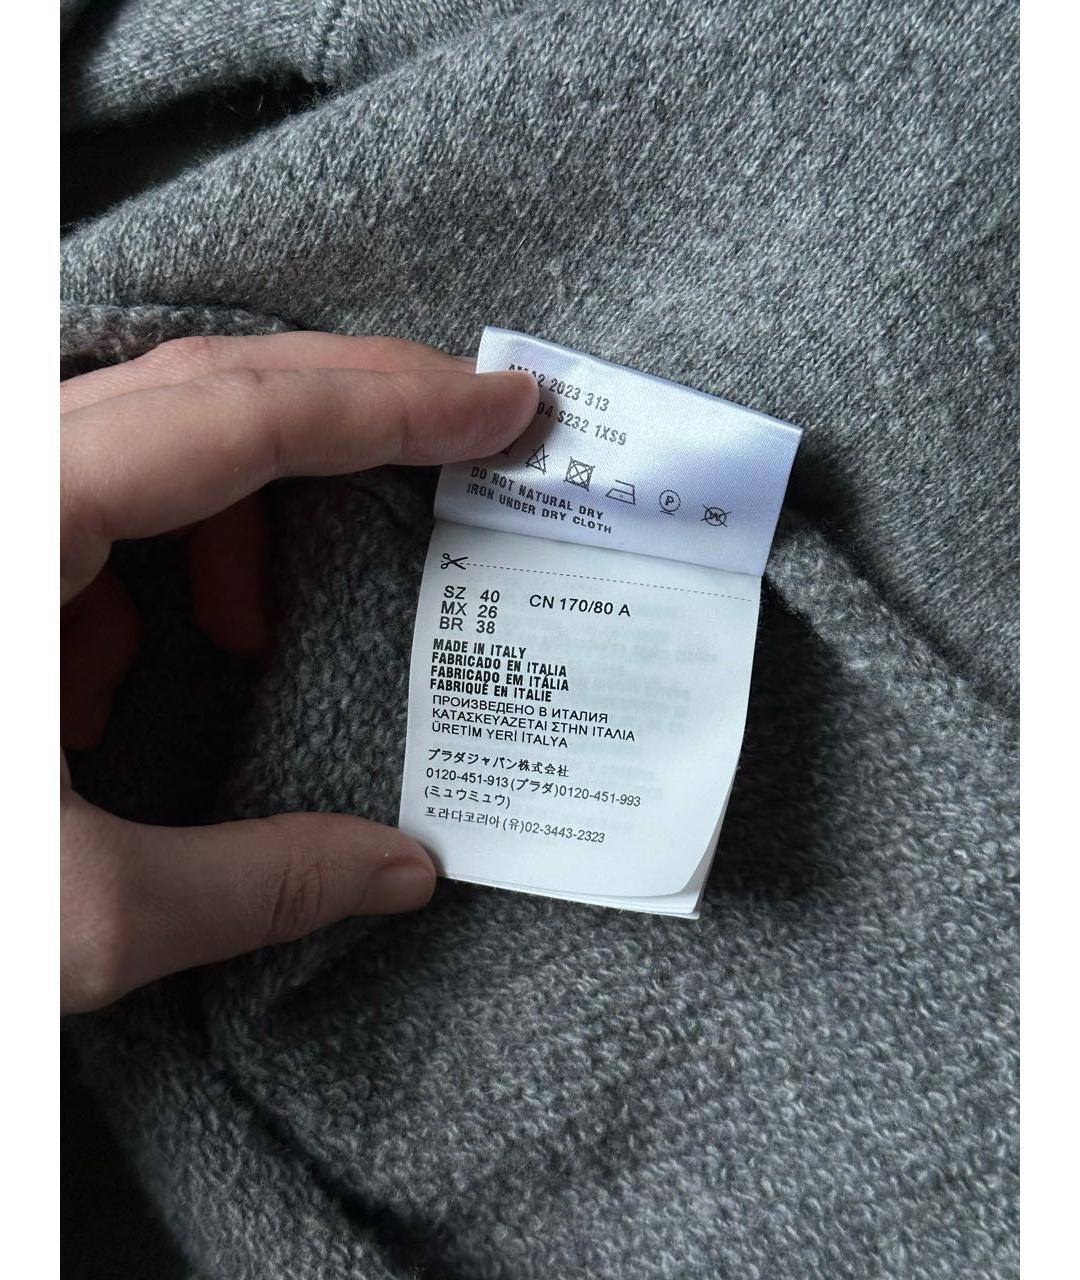 2023 313
S232 1XS9
DO NOT NATURAL DRY
IRON UNDER DRY CLOTH
SZ 40 CN 170/80 A
MX 26
BR 38
MADE IN ITALY
FABRICADO EN ITALIA
FABRICADO EM ITÁLIA
FABRIQUÉ EN ITALIE
ПРОИЗВЕДЕНО В ИТАЛИЯ
ΚΑΤΑΣΚΕΥΑΖΕΤΑΙ ΣΤΗΝ ΙΤΑΛΙΑ
ÜRETİM YERİ İTALYA
プラダジャパン株式会社
0120-451-913(プラダ)0120-451-993
(ミュウミュウ)
프라다코리아(유)02-3443-2323